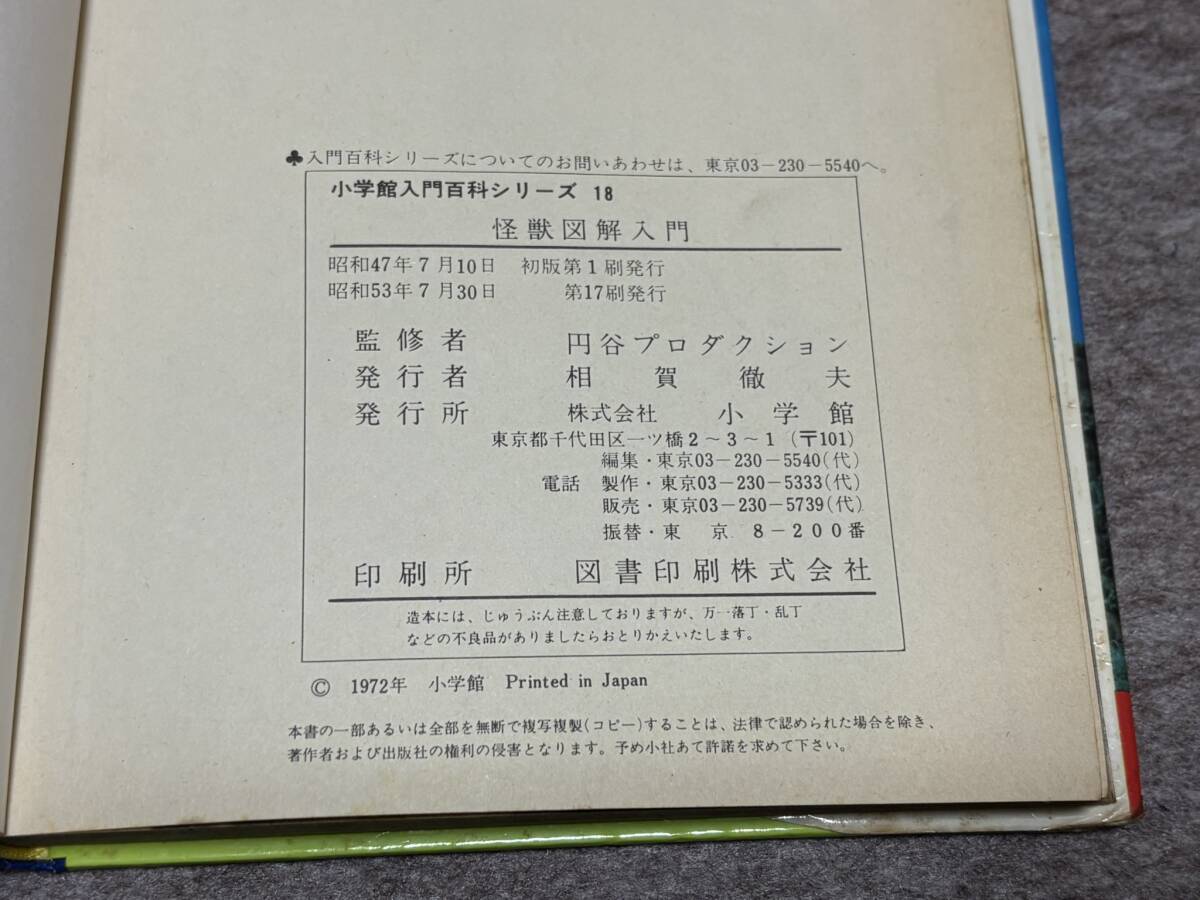 ♣入門百科シリーズについてのお問いあわせは、東京03-230-5540へ。
小学館入門百科シリーズ 18
怪獣図解入門
昭和47年7月10日 初版第1刷発行
昭和53年7月30日 第17刷発行
監修者 円谷プロダクション
発行者 相賀徹夫
発行所 株式会社 小学館
東京都千代田区一ツ橋2～3～1(〒101)
編集・東京03-230-5540(代)
電話 製作・東京03-230-5333(代)
販売・東京03-230-5739(代)
振替・東京 8-200番
印刷所 図書印刷株式会社
造本には、じゅうぶん注意しておりますが、万一落丁・乱丁
などの不良品がありましたらおとりかえいたします。
© 1972年 小学館 Printed in Japan
本書の一部あるいは全部を無断で複写複製(コピー)することは、法律で認められた場合を除き、
著作者および出版社の権利の侵害となります。予め小社あて許諾を求めて下さい。